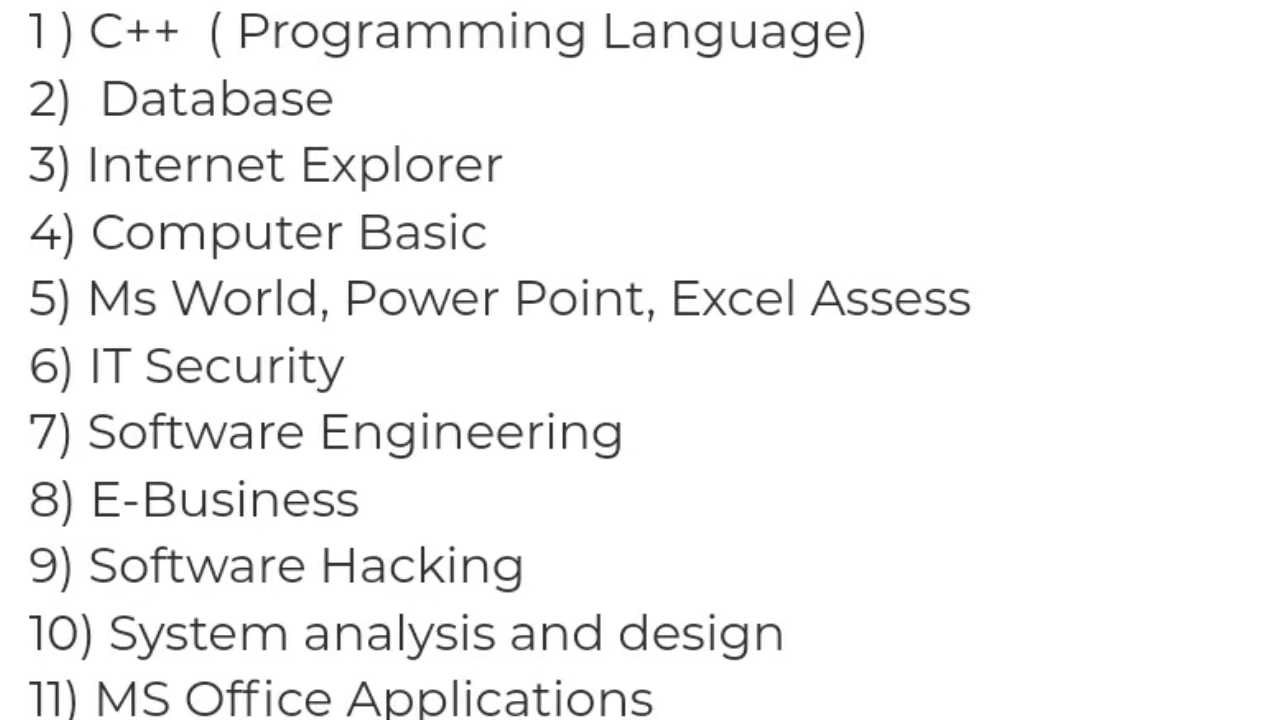 1 ) C++  ( Programming Language)
2)  Database
3) Internet Explorer
4) Computer Basic
5) Ms World, Power Point, Excel Assess
6) IT Security
7) Software Engineering
8) E-Business
9) Software Hacking
10) System analysis and design
11) MS Office Applications